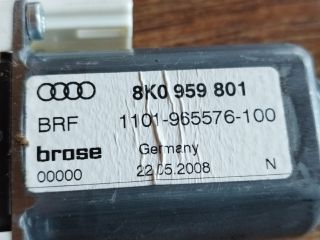 8K0 959 801
BRF 1101-965576-100
brose Germany
00000 22.05.2008 N